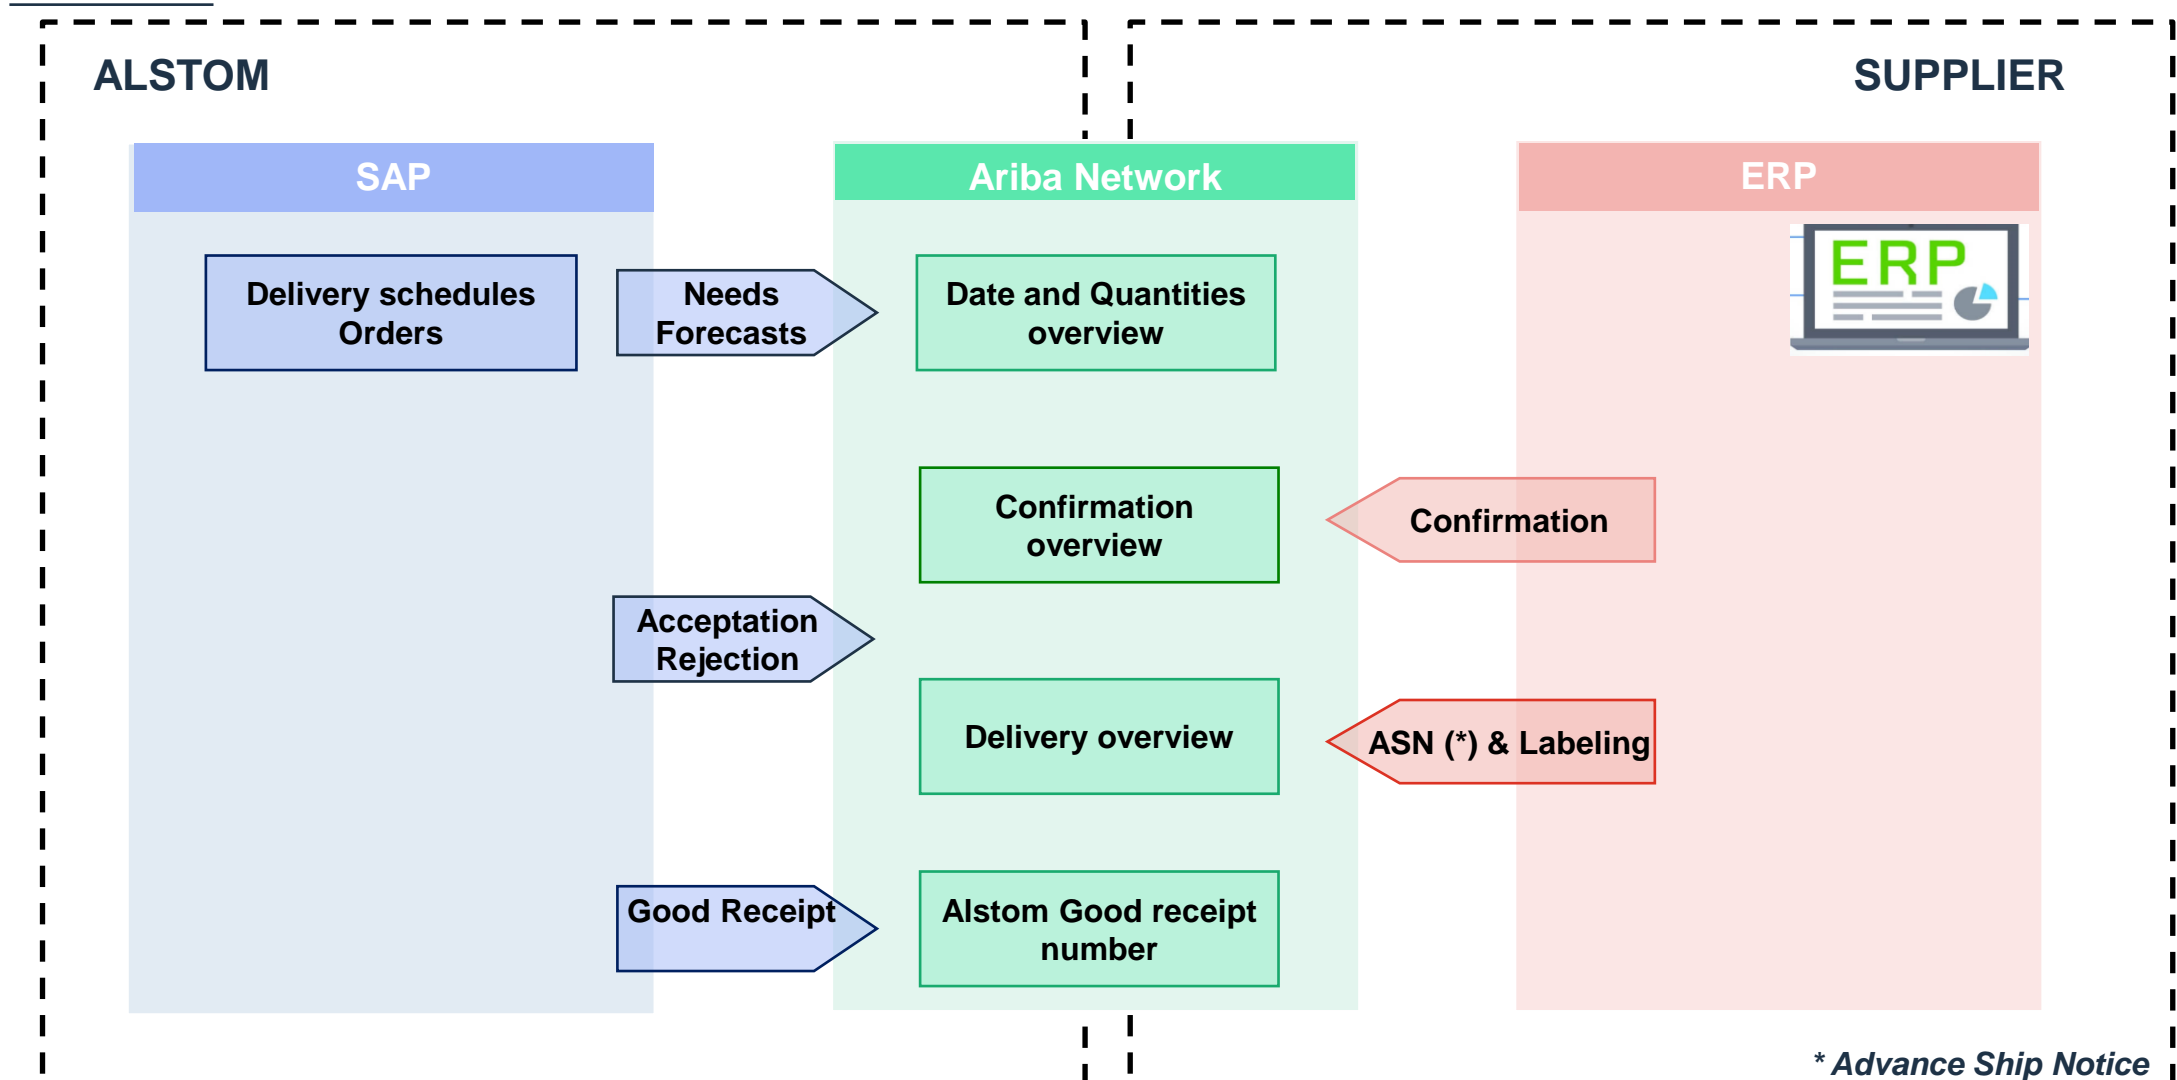 ALSTOM
SUPPLIER
SAP
Ariba Network
ERP
Delivery schedules
Orders
Needs
Forecasts
Date and Quantities
overview
ERP
Confirmation
overview
Confirmation
Acceptation
Rejection
Delivery overview
ASN (*) & Labeling
Good Receipt
Alstom Good receipt
number
* Advance Ship Notice